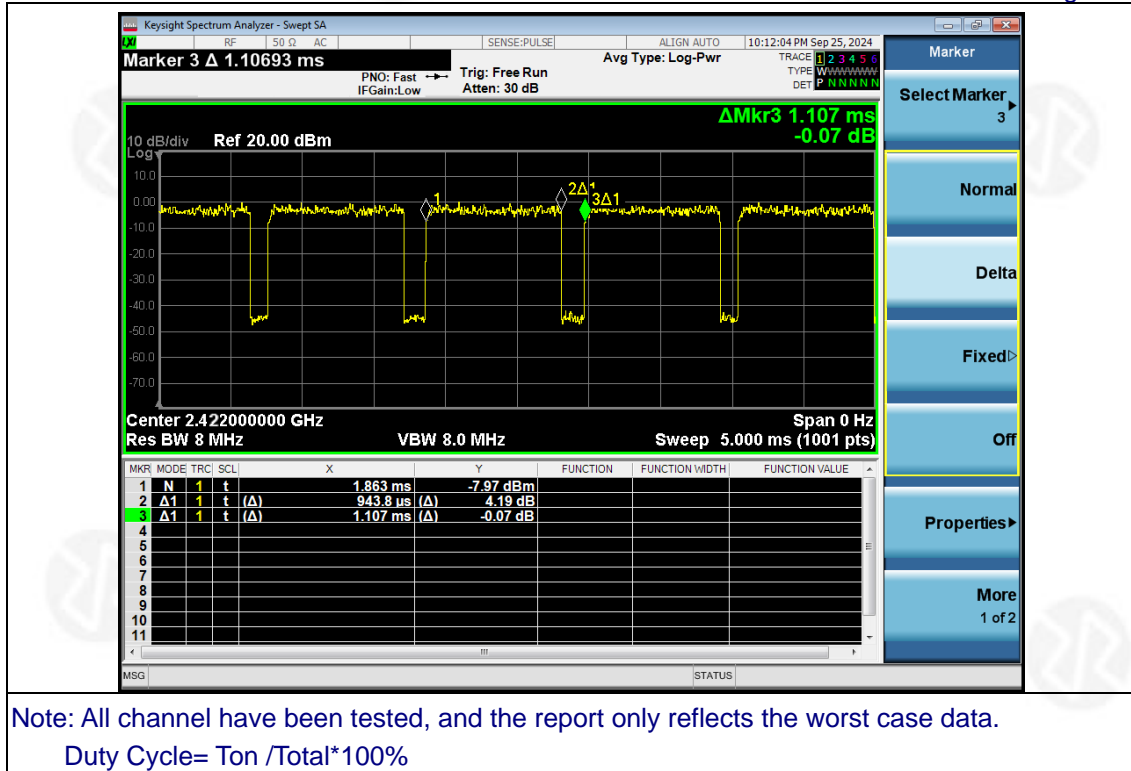 Keysight Spectrum Analyzer - Swept SA
LXI RF 50 Ω AC SENSE:PULSE ALIGN AUTO 10:12:04 PM Sep 25, 2024
Marker 3 Δ 1.10693 ms
PNO: Fast
IFGain:Low
Trig: Free Run
Atten: 30 dB
Avg Type: Log-Pwr
TRACE 1 2 3 4 5 6
TYPE WWWWWW
DET P N N N N N
ΔMkr3 1.107 ms
-0.07 dB
10 dB/div Ref 20.00 dBm
Log
10.0
0.00
-10.0
-20.0
-30.0
-40.0
-50.0
-60.0
-70.0
1
2Δ1
3Δ1
Center 2.422000000 GHz Span 0 Hz
Res BW 8 MHz VBW 8.0 MHz Sweep 5.000 ms (1001 pts)
MKR MODE TRC SCL X Y FUNCTION FUNCTION WIDTH FUNCTION VALUE
1 N 1 t 1.863 ms -7.97 dBm
2 Δ1 1 t (Δ) 943.8 µs (Δ) 4.19 dB
3 Δ1 1 t (Δ) 1.107 ms (Δ) -0.07 dB
4
5
6
7
8
9
10
11
MSG STATUS
Marker
Select Marker
3
Normal
Delta
Fixed
Off
Properties
More
1 of 2
Note: All channel have been tested, and the report only reflects the worst case data.
Duty Cycle= Ton /Total*100%